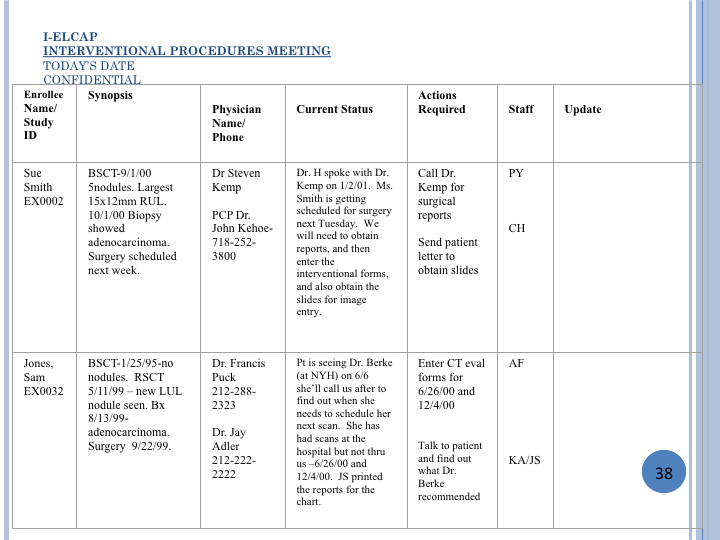 I-ELCAP
INTERVENTIONAL PROCEDURES MEETING
TODAY'S DATE
CONFIDENTIAL
Enrollee
Name/
Study
ID
Synopsis
Physician
Name/
Phone
Current Status
Actions
Required
Staff
Update
Sue
Smith
EX0002
BSCT-9/1/00
5nodules. Largest
15x12mm RUL.
10/1/00 Biopsy
showed
adenocarcinoma.
Surgery scheduled
next week.
Dr Steven
Kemp
PCP Dr.
John Kehoe-
718-252-
3800
Dr. H spoke with Dr.
Kemp on 1/2/01. Ms.
Smith is getting
scheduled for surgery
next Tuesday. We
will need to obtain
reports, and then
enter the
interventional forms,
and also obtain the
slides for image
entry.
Call Dr.
Kemp for
surgical
reports
Send patient
letter to
obtain slides
PY
CH
Jones,
Sam
EX0032
BSCT-1/25/95-no
nodules. RSCT
5/11/99 – new LUL
nodule seen. Bx
8/13/99-
adenocarcinoma.
Surgery 9/22/99.
Dr. Francis
Puck
212-288-
2323
Dr. Jay
Adler
212-222-
2222
Pt is seeing Dr. Berke
(at NYH) on 6/6
she'll call us after to
find out when she
needs to schedule her
next scan. She has
had scans at the
hospital but not thru
us –6/26/00 and
12/4/00. JS printed
the reports for the
chart.
Enter CT eval
forms for
6/26/00 and
12/4/00
Talk to patient
and find out
what Dr.
Berke
recommended
AF
KA/JS
38